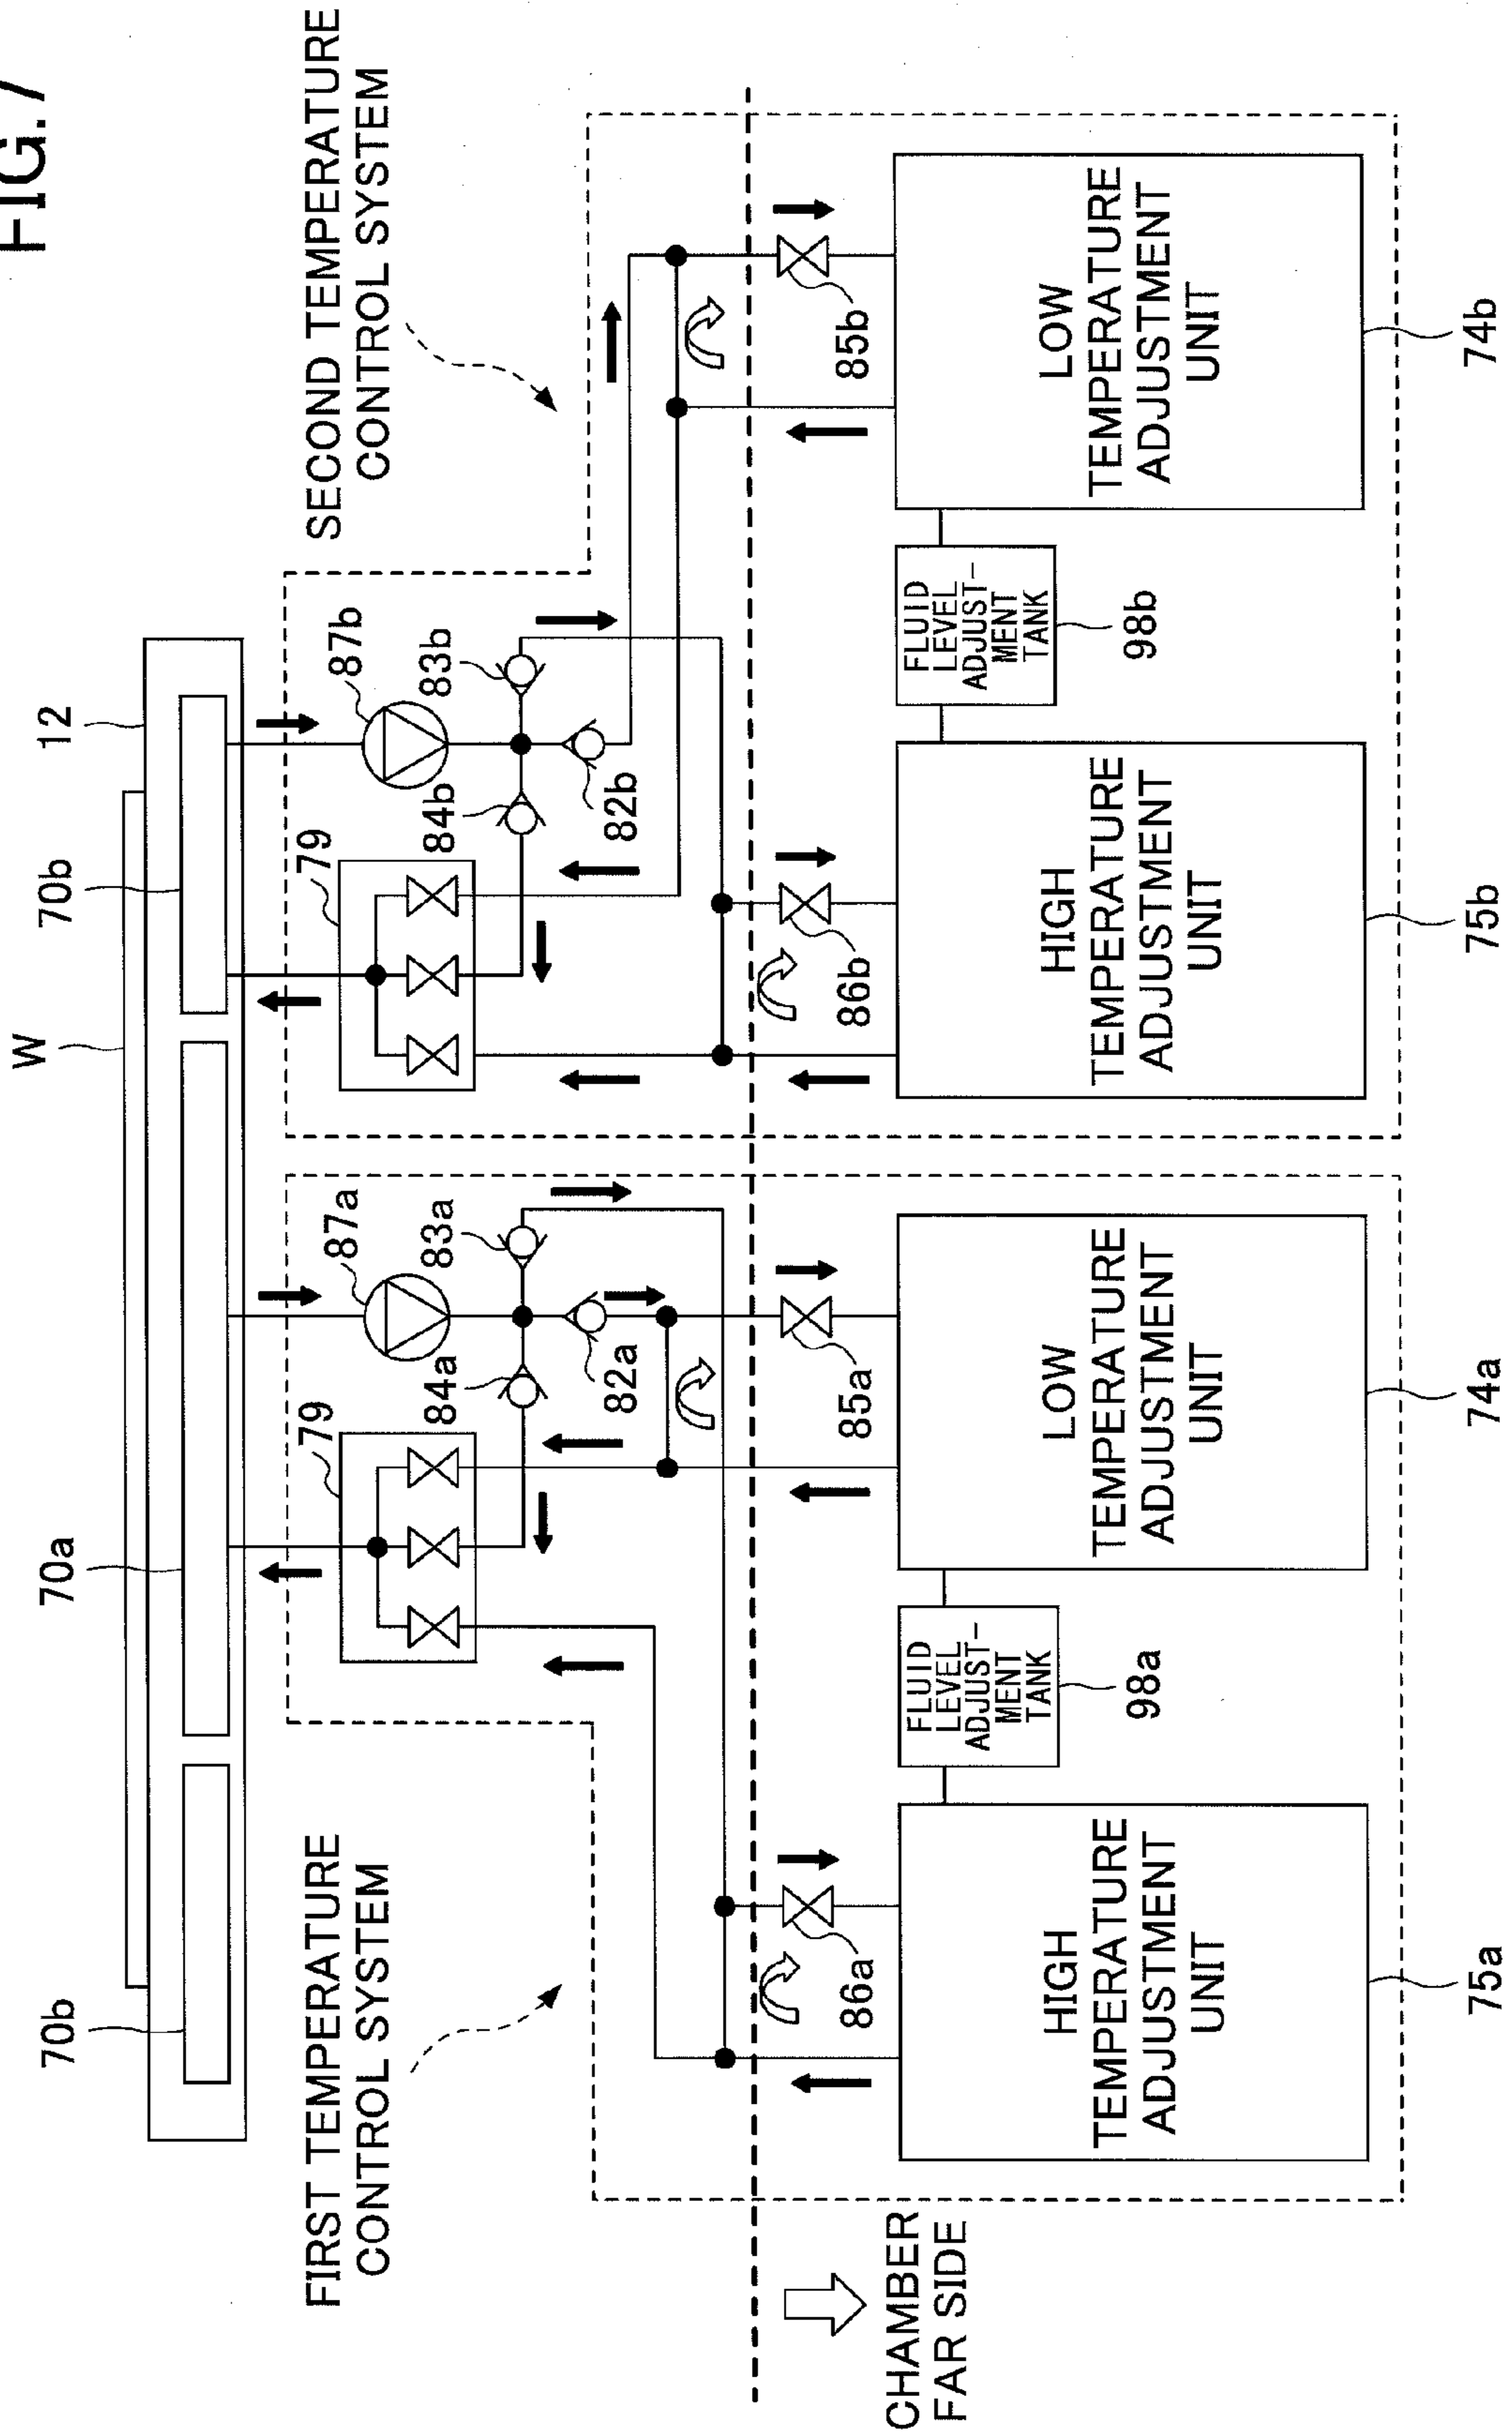 FIG. 7
W
12
70b
70a
70b
FIRST TEMPERATURE
CONTROL SYSTEM
SECOND TEMPERATURE
CONTROL SYSTEM
79
87a
84a
83a
82a
79
87b
84b
83b
82b
86a
85a
86b
85b
CHAMBER
FAR SIDE
HIGH
TEMPERATURE
ADJUSTMENT
UNIT
FLUID
LEVEL
ADJUST-
MENT
TANK
LOW
TEMPERATURE
ADJUSTMENT
UNIT
HIGH
TEMPERATURE
ADJUSTMENT
UNIT
FLUID
LEVEL
ADJUST-
MENT
TANK
LOW
TEMPERATURE
ADJUSTMENT
UNIT
98a
98b
75a
74a
75b
74b